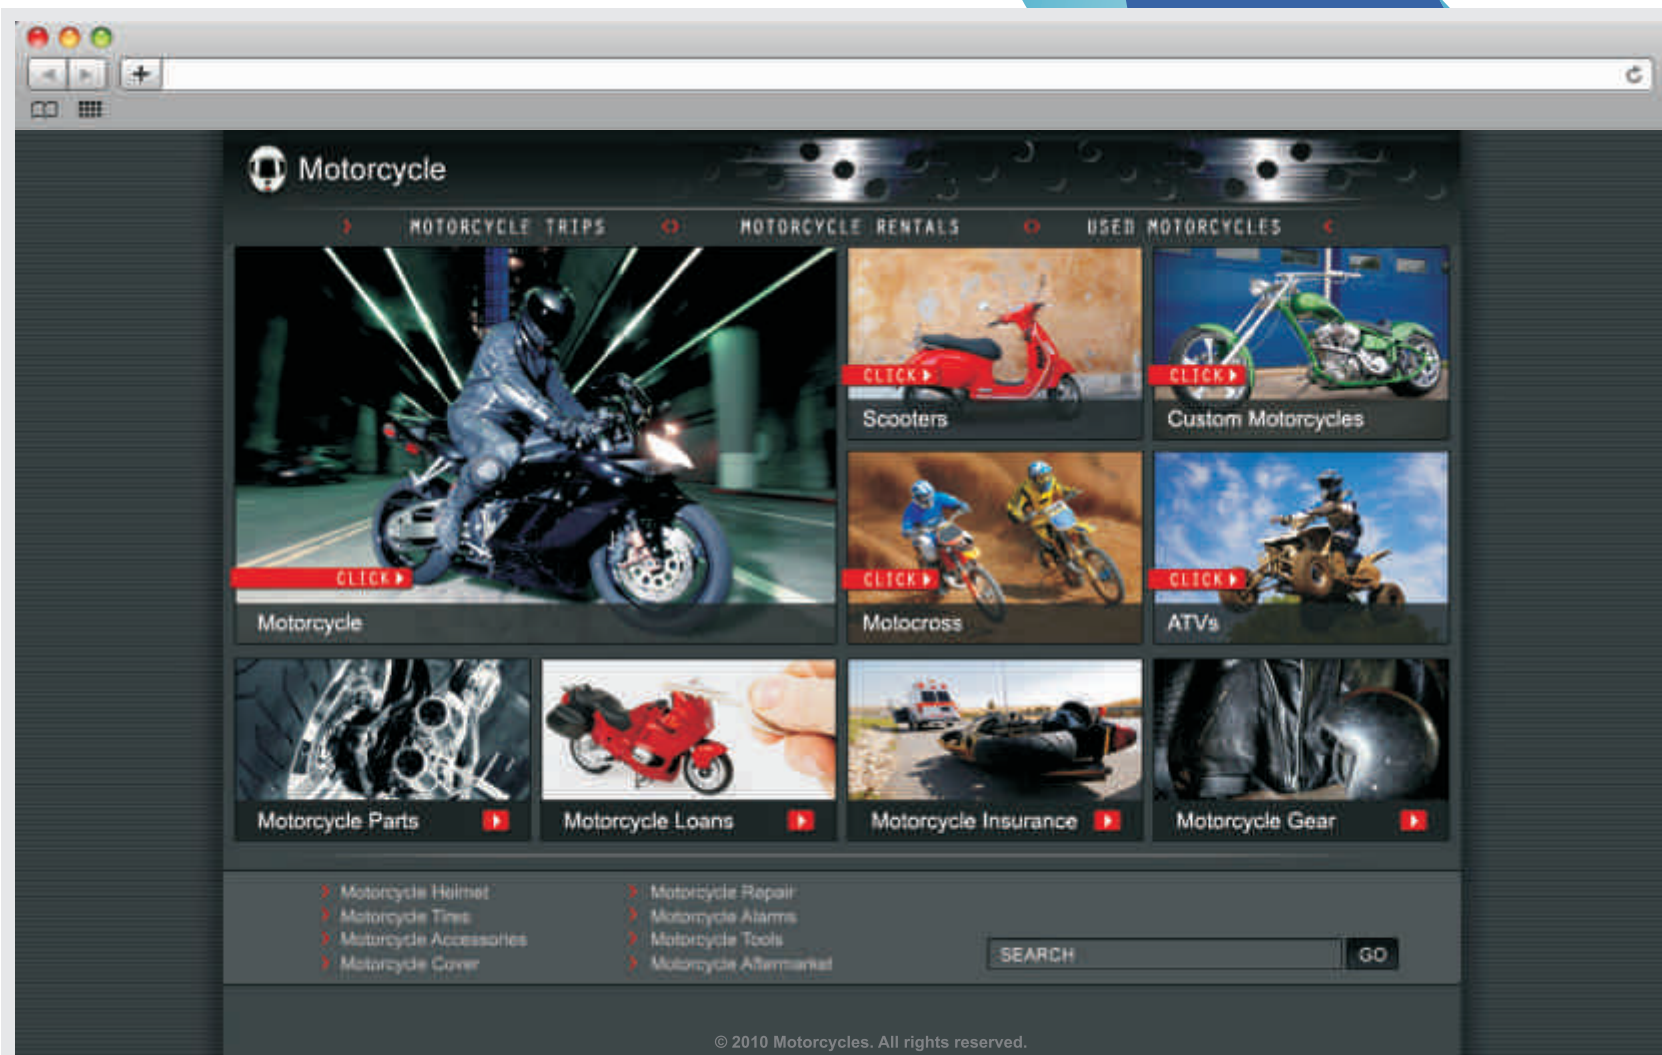 Motorcycle
MOTORCYCLE TRIPS
MOTORCYCLE RENTALS
USED MOTORCYCLES
CLICK
Motorcycle
CLICK
Scooters
CLICK
Custom Motorcycles
CLICK
Motocross
CLICK
ATVs
Motorcycle Parts
Motorcycle Loans
Motorcycle Insurance
Motorcycle Gear
Motorcycle Helmet
Motorcycle Tires
Motorcycle Accessories
Motorcycle Cover
Motorcycle Repair
Motorcycle Alarms
Motorcycle Tools
Motorcycle Aftermarket
SEARCH
GO
© 2010 Motorcycles. All rights reserved.